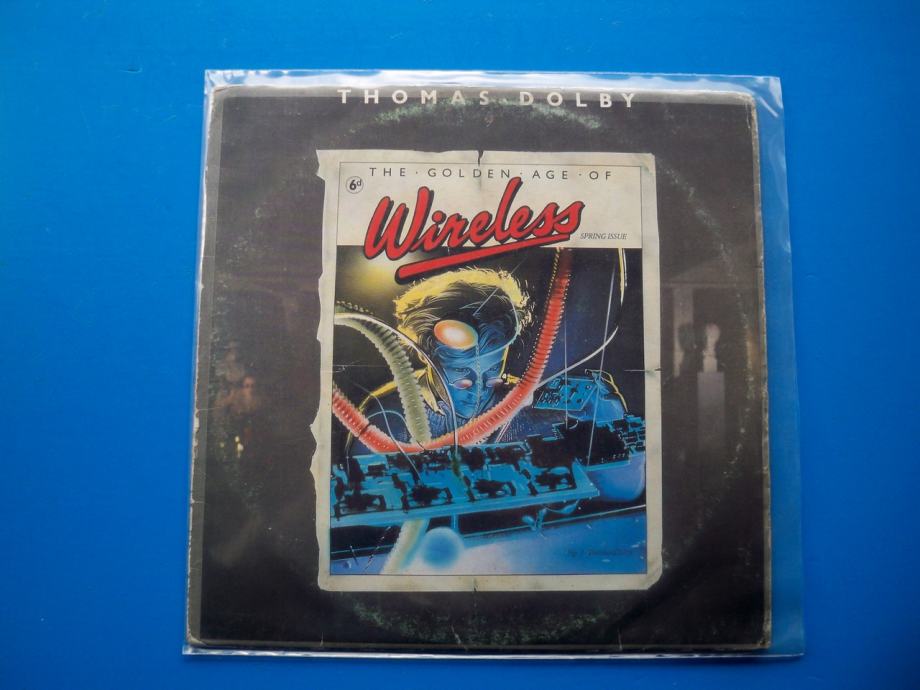 THOMAS DOLBY
THE · GOLDEN · AGE · OF
6d
Wireless
SPRING ISSUE